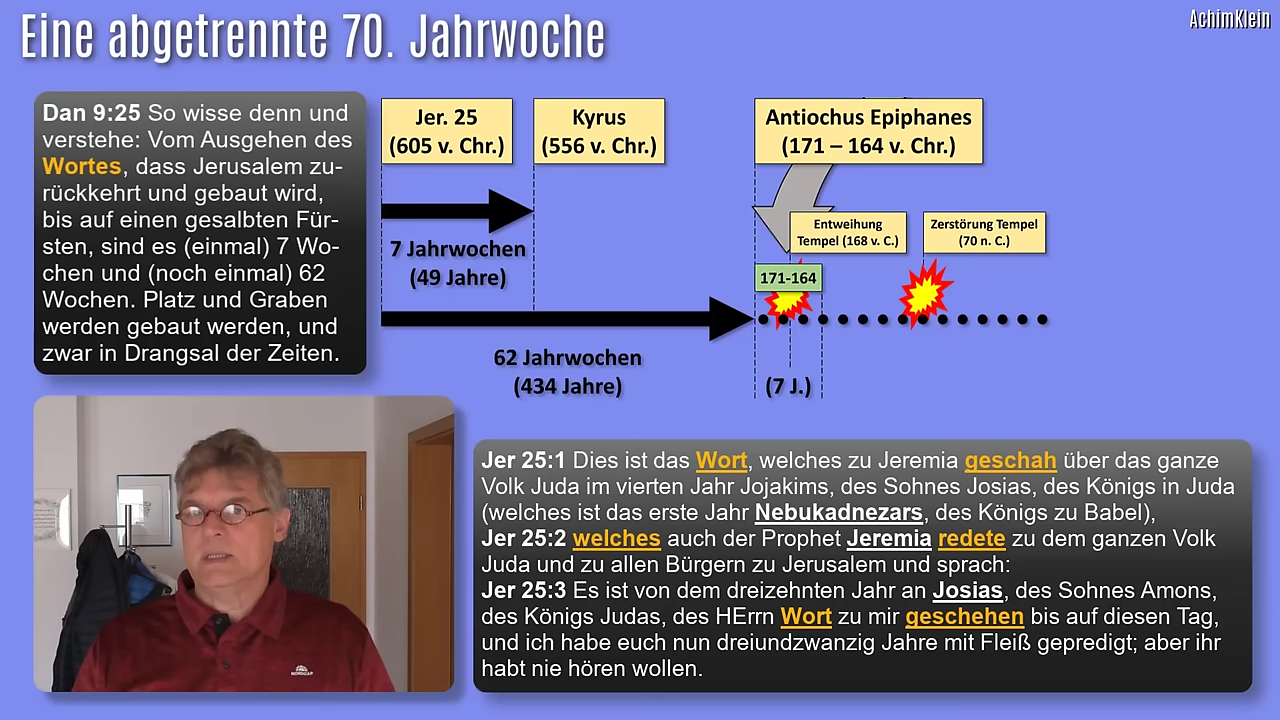 Eine abgetrennte 70. Jahrwoche
AchimKlein
Dan 9:25 So wisse denn und
verstehe: Vom Ausgehen des
Wortes, dass Jerusalem zu-
rückkehrt und gebaut wird,
bis auf einen gesalbten Für-
sten, sind es (einmal) 7 Wo-
chen und (noch einmal) 62
Wochen. Platz und Graben
werden gebaut werden, und
zwar in Drangsal der Zeiten.
Jer. 25
(605 v. Chr.)
Kyrus
(556 v. Chr.)
Antiochus Epiphanes
(171 – 164 v. Chr.)
Entweihung
Tempel (168 v. C.)
Zerstörung Tempel
(70 n. C.)
7 Jahrwochen
(49 Jahre)
171-164
62 Jahrwochen
(434 Jahre)
(7 J.)
Jer 25:1 Dies ist das Wort, welches zu Jeremia geschah über das ganze
Volk Juda im vierten Jahr Jojakims, des Sohnes Josias, des Königs in Juda
(welches ist das erste Jahr Nebukadnezars, des Königs zu Babel),
Jer 25:2 welches auch der Prophet Jeremia redete zu dem ganzen Volk
Juda und zu allen Bürgern zu Jerusalem und sprach:
Jer 25:3 Es ist von dem dreizehnten Jahr an Josias, des Sohnes Amons,
des Königs Judas, des HErrn Wort zu mir geschehen bis auf diesen Tag,
und ich habe euch nun dreiundzwanzig Jahre mit Fleiß gepredigt; aber ihr
habt nie hören wollen.
NORDCAP